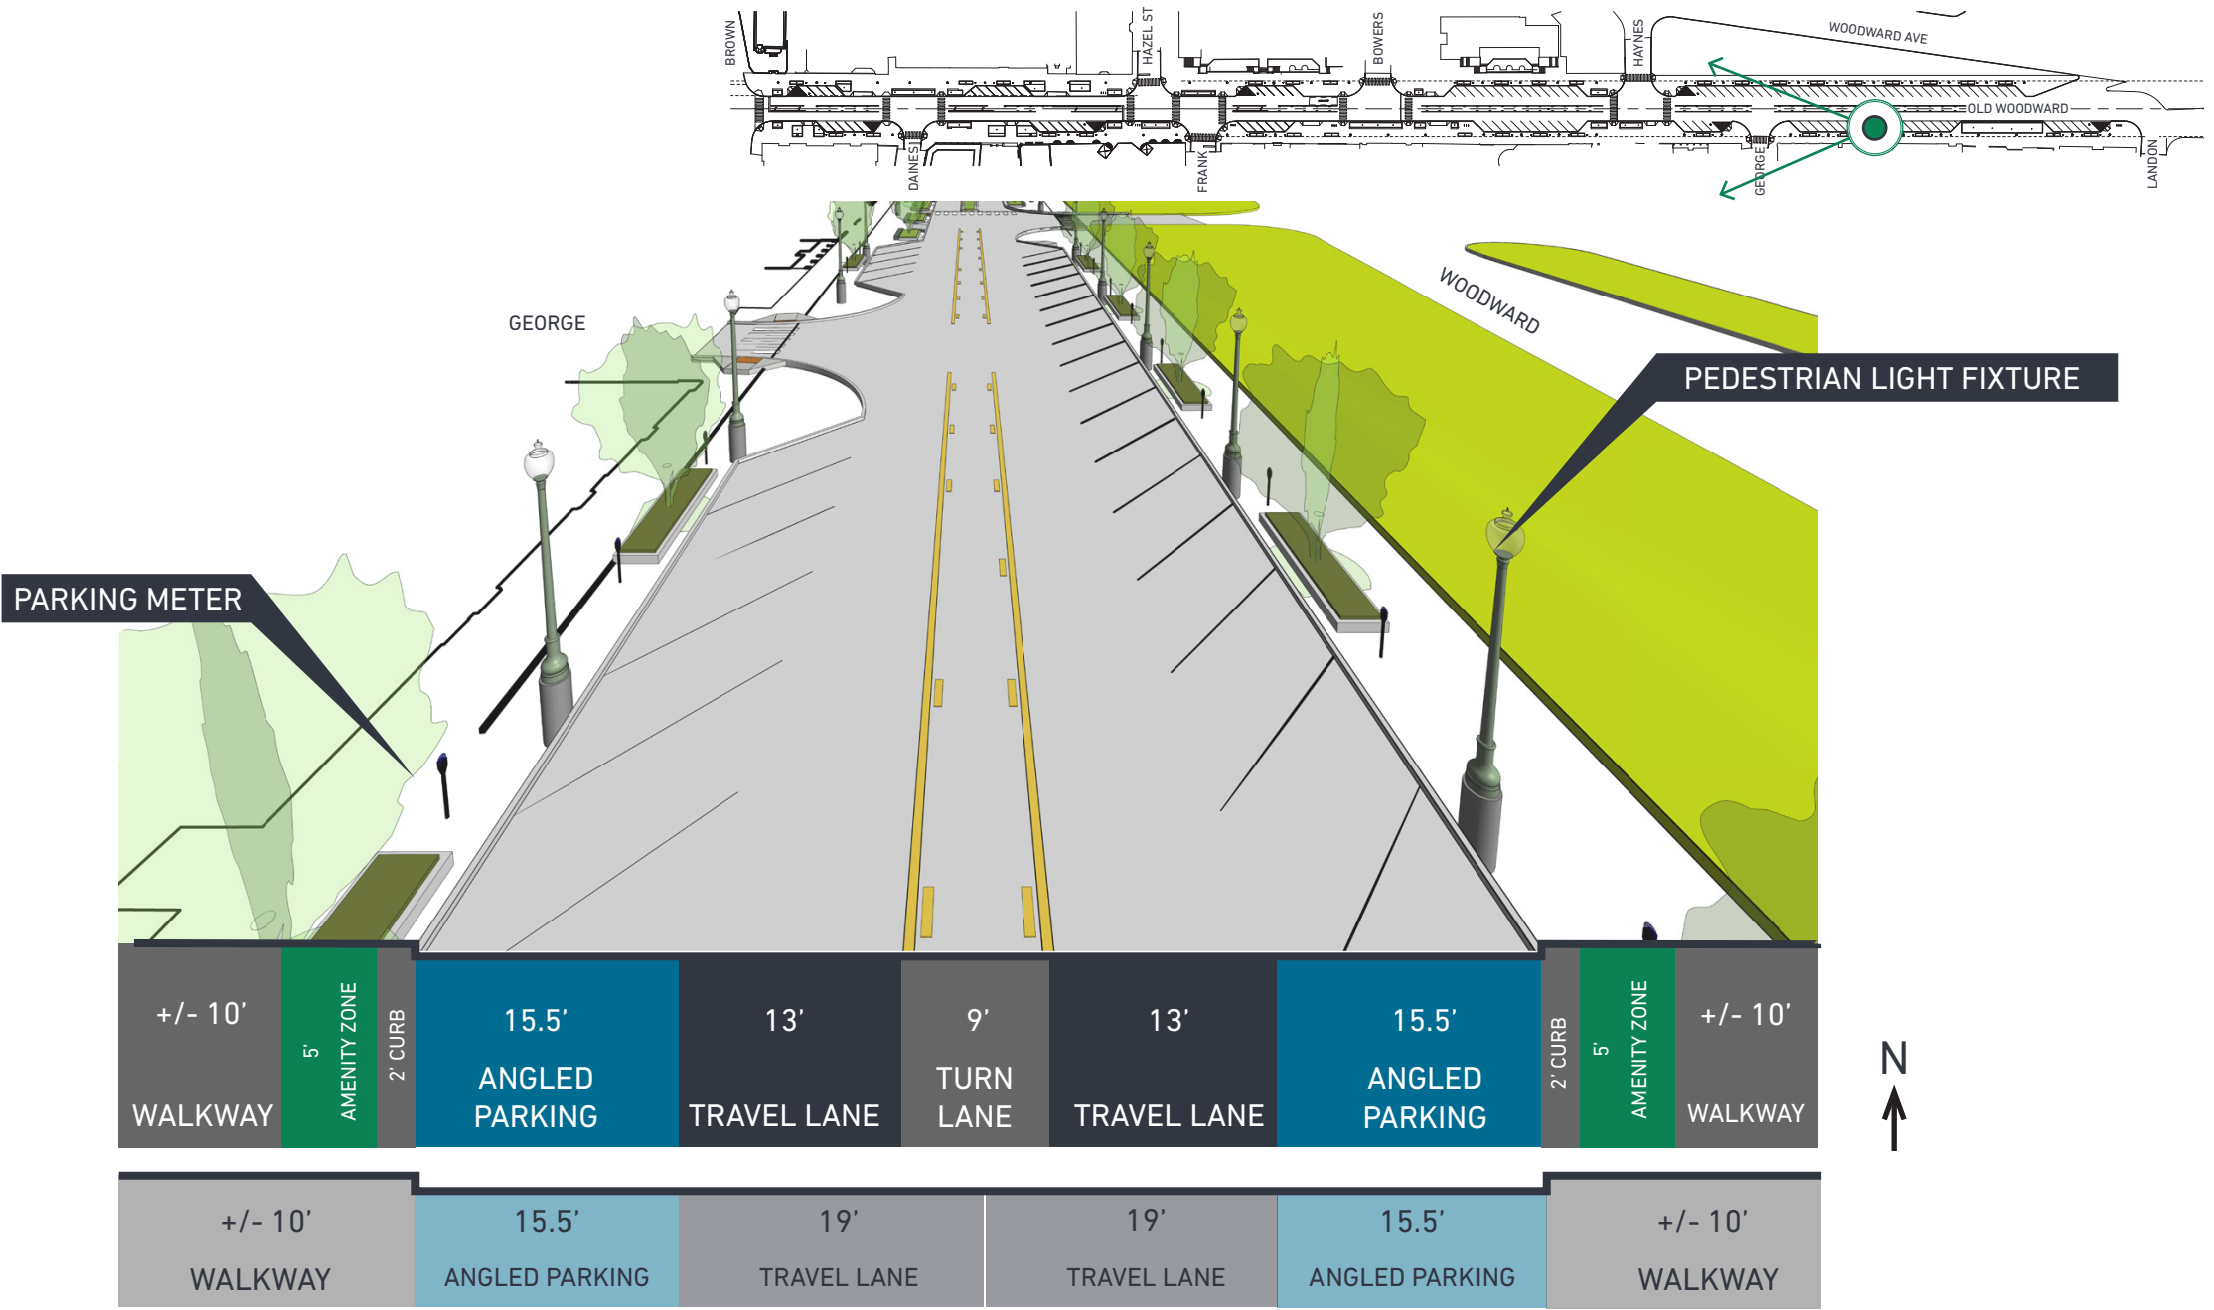 BROWN
HAZEL ST
BOWERS
HAYNES
WOODWARD AVE
OLD WOODWARD
DAINES
FRANK
GEORGE
LANDON
GEORGE
WOODWARD
PEDESTRIAN LIGHT FIXTURE
PARKING METER
+/- 10’
WALKWAY
5’
AMENITY ZONE
2’ CURB
15.5’
ANGLED
PARKING
13’
TRAVEL LANE
9’
TURN
LANE
13’
TRAVEL LANE
15.5’
ANGLED
PARKING
2’ CURB
5’
AMENITY ZONE
+/- 10’
WALKWAY
N
+/- 10’
WALKWAY
15.5’
ANGLED PARKING
19’
TRAVEL LANE
19’
TRAVEL LANE
15.5’
ANGLED PARKING
+/- 10’
WALKWAY